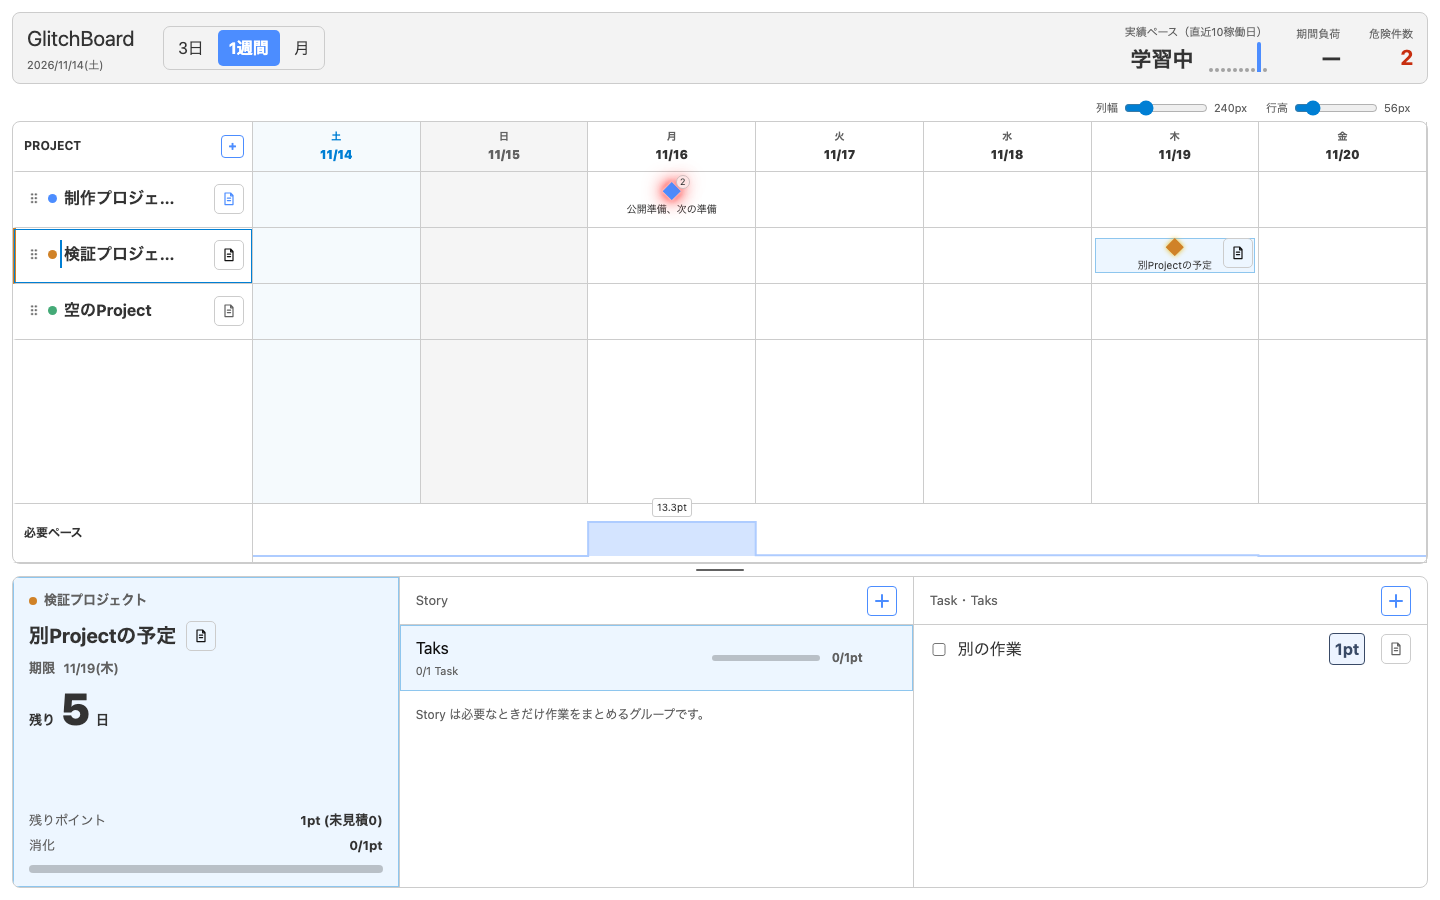 GlitchBoard
2026/11/14(土)
3日 1週間 月
実績ペース（直近10稼働日）
学習中
期間負荷
—
危険件数
2
列幅 240px 行高 56px
PROJECT +
土 11/14
日 11/15
月 11/16
火 11/17
水 11/18
木 11/19
金 11/20
制作プロジェ...
2
公開準備、次の準備
検証プロジェ...
別Projectの予定
空のProject
13.3pt
必要ペース
検証プロジェクト
別Projectの予定
期限 11/19(木)
残り 5 日
残りポイント 1pt (未見積0)
消化 0/1pt
Story +
Taks
0/1 Task
0/1pt
Story は必要なときだけ作業をまとめるグループです。
Task・Taks +
別の作業 1pt